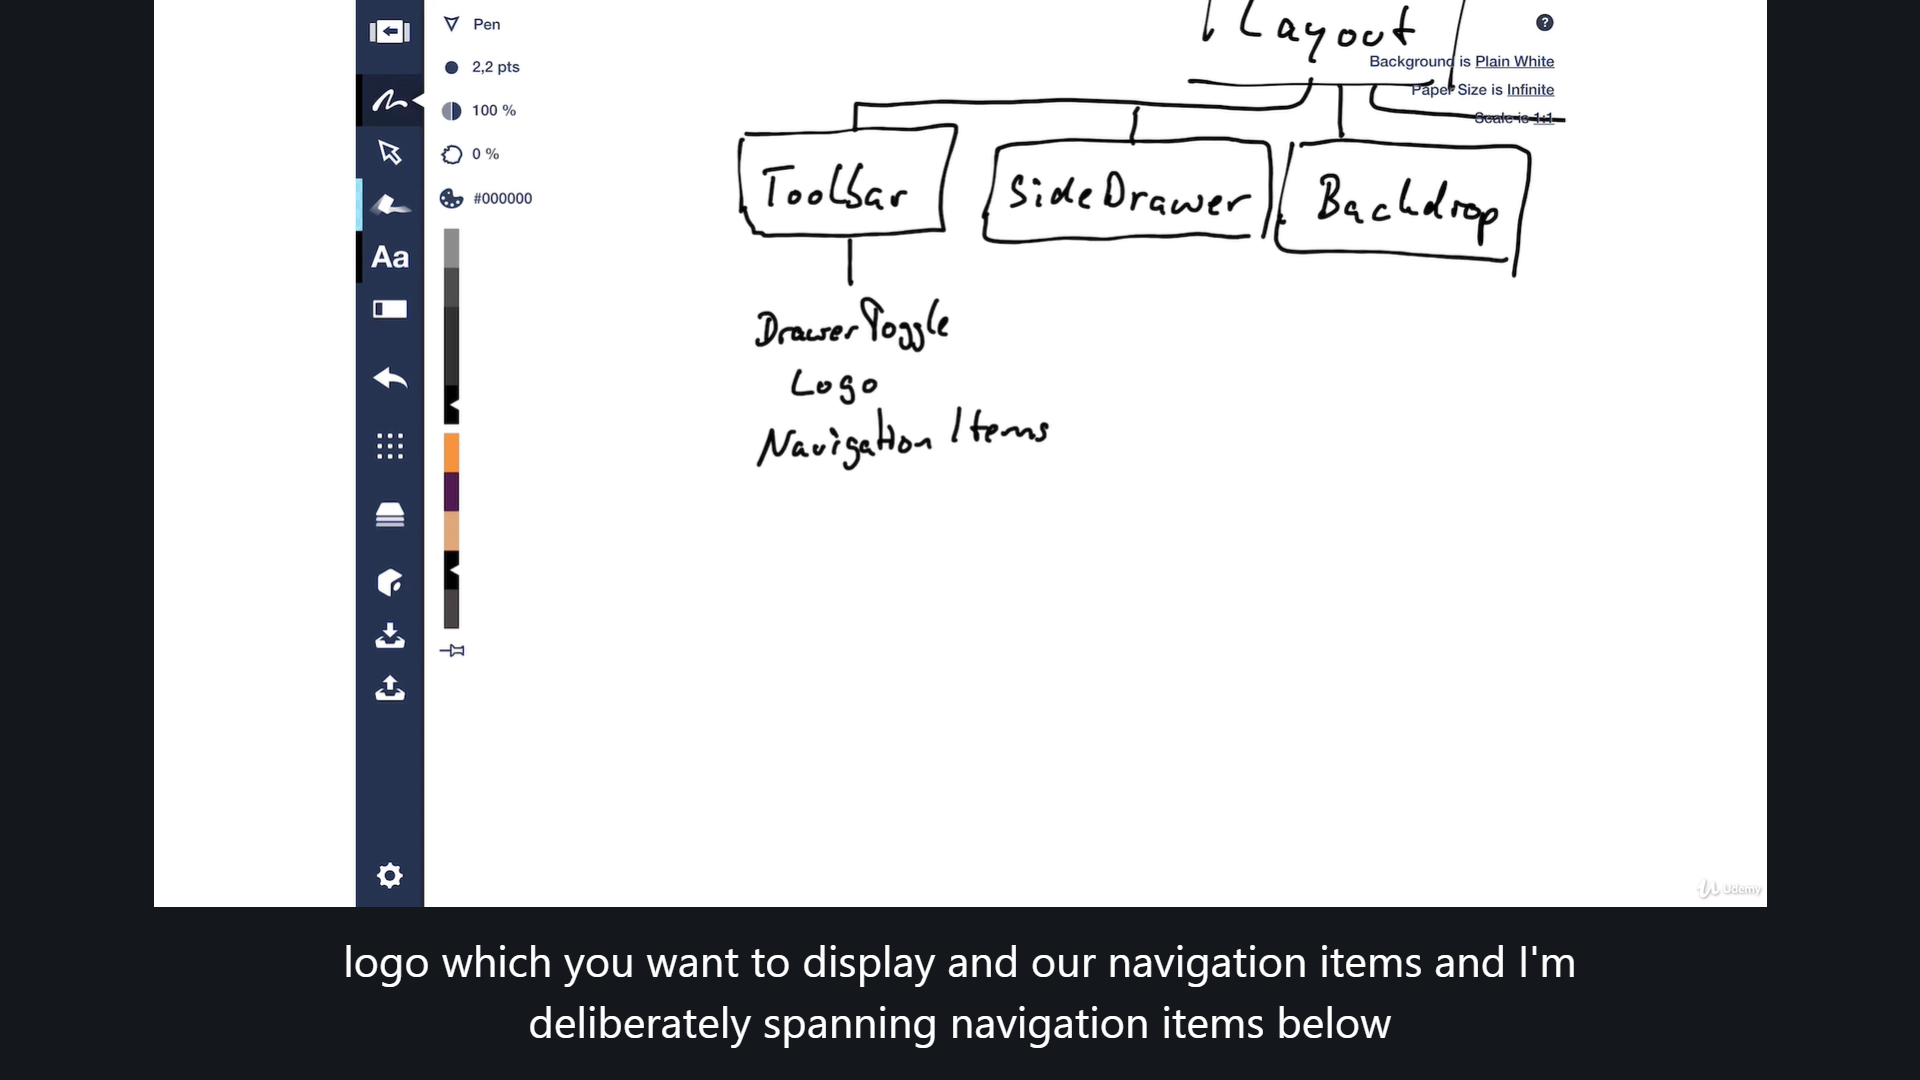 Pen
2,2 pts
100 %
0 %
#000000
Aa
Layout
?
Background is Plain White
Paper Size is Infinite
Scale is 1:1
Toolbar
SideDrawer
Backdrop
DrawerToggle
Logo
Navigation Items
Udemy
logo which you want to display and our navigation items and I'm
deliberately spanning navigation items below